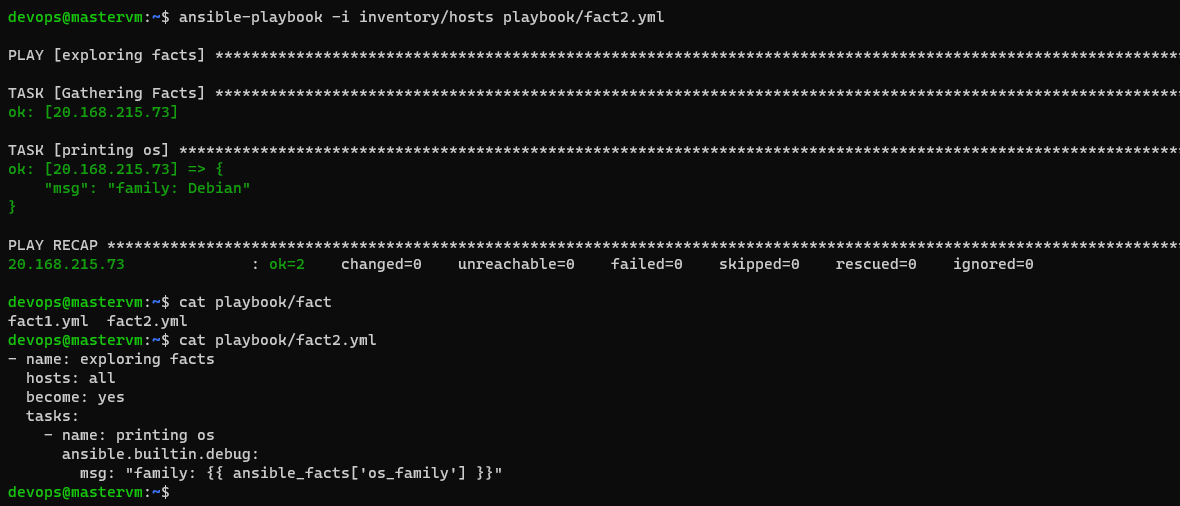 devops@mastervm:~$ ansible-playbook -i inventory/hosts playbook/fact2.yml
PLAY [exploring facts] ***********************************************************************************************************
TASK [Gathering Facts] ***********************************************************************************************************
ok: [20.168.215.73]
TASK [printing os] ***************************************************************************************************************
ok: [20.168.215.73] => {
    "msg": "family: Debian"
}
PLAY RECAP ***********************************************************************************************************************
20.168.215.73              : ok=2    changed=0    unreachable=0    failed=0    skipped=0    rescued=0    ignored=0
devops@mastervm:~$ cat playbook/fact
fact1.yml  fact2.yml
devops@mastervm:~$ cat playbook/fact2.yml
- name: exploring facts
  hosts: all
  become: yes
  tasks:
    - name: printing os
      ansible.builtin.debug:
        msg: "family: {{ ansible_facts['os_family'] }}"
devops@mastervm:~$